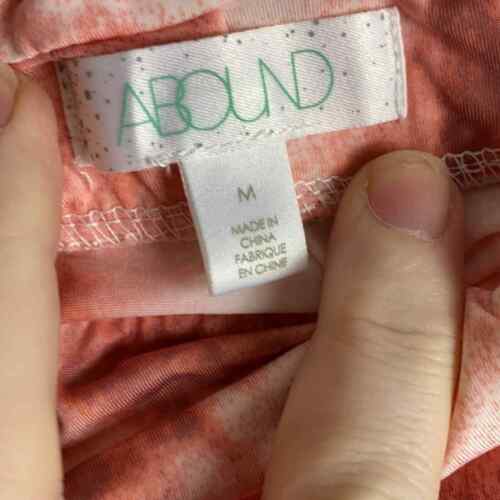 ABOUND
M
MADE IN
CHINA
FABRIQUE
EN CHINE